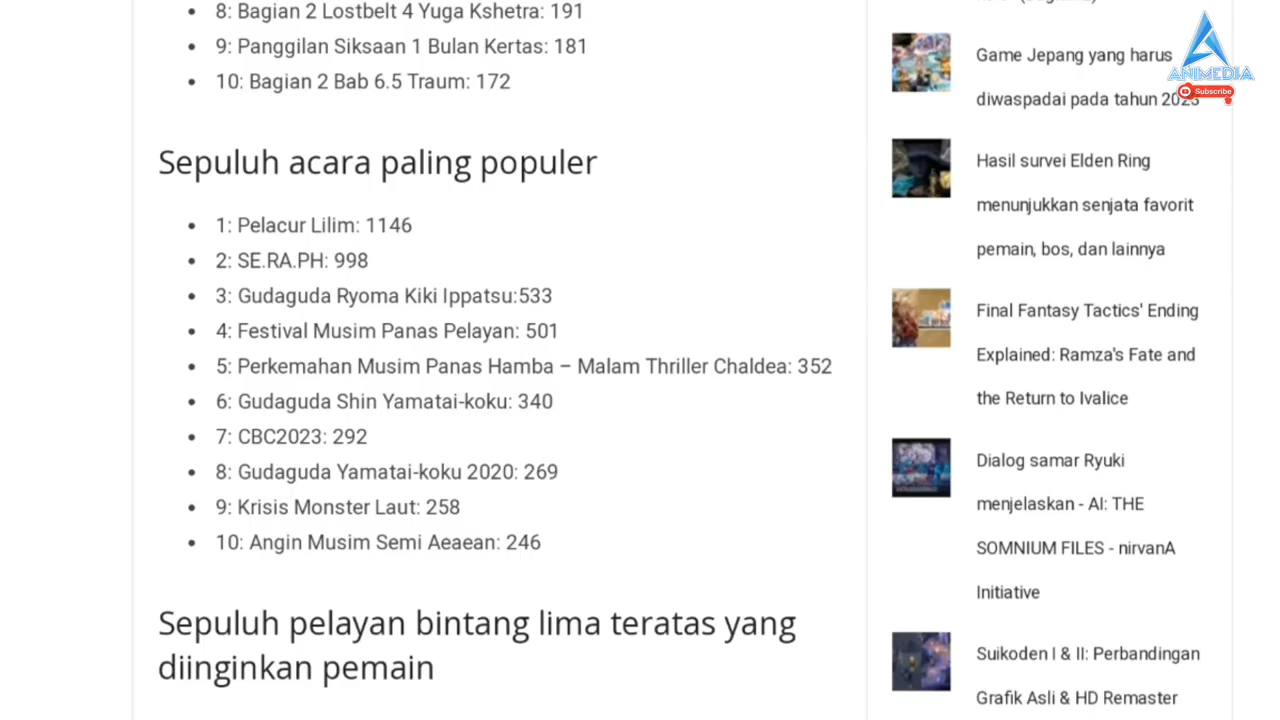 8: Bagian 2 Lostbelt 4 Yuga Kshetra: 191
9: Panggilan Siksaan 1 Bulan Kertas: 181
10: Bagian 2 Bab 6.5 Traum: 172
Sepuluh acara paling populer
1: Pelacur Lilim: 1146
2: SE.RA.PH: 998
3: Gudaguda Ryoma Kiki Ippatsu:533
4: Festival Musim Panas Pelayan: 501
5: Perkemahan Musim Panas Hamba – Malam Thriller Chaldea: 352
6: Gudaguda Shin Yamatai-koku: 340
7: CBC2023: 292
8: Gudaguda Yamatai-koku 2020: 269
9: Krisis Monster Laut: 258
10: Angin Musim Semi Aeaean: 246
Sepuluh pelayan bintang lima teratas yang
diinginkan pemain
Game Jepang yang harus
diwaspadai pada tahun 2023
Hasil survei Elden Ring
menunjukkan senjata favorit
pemain, bos, dan lainnya
Final Fantasy Tactics' Ending
Explained: Ramza's Fate and
the Return to Ivalice
Dialog samar Ryuki
menjelaskan - AI: THE
SOMNIUM FILES - nirvanA
Initiative
Suikoden I & II: Perbandingan
Grafik Asli & HD Remaster
ANIMEDIA
Subscribe